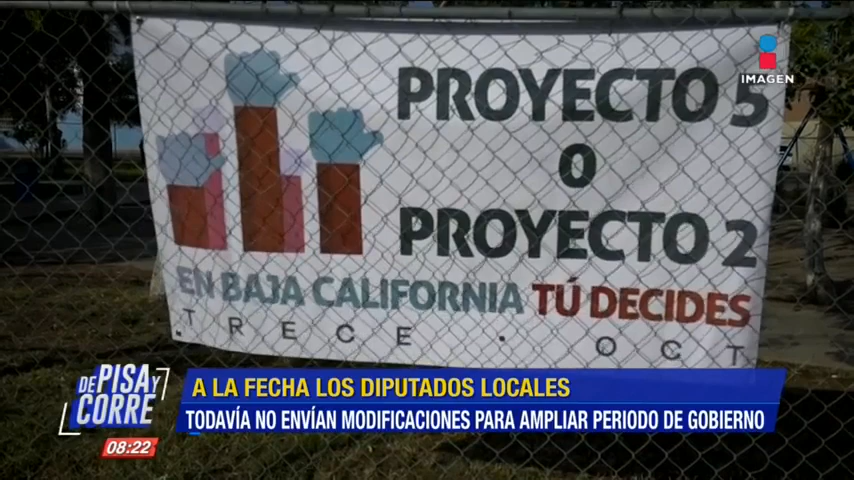 PROYECTO 5
O
PROYECTO 2
EN BAJA CALIFORNIA TÚ DECIDES
. TRECE . OCT
IMAGEN
DE PISA Y CORRE
08:22
A LA FECHA LOS DIPUTADOS LOCALES
TODAVÍA NO ENVÍAN MODIFICACIONES PARA AMPLIAR PERIODO DE GOBIERNO